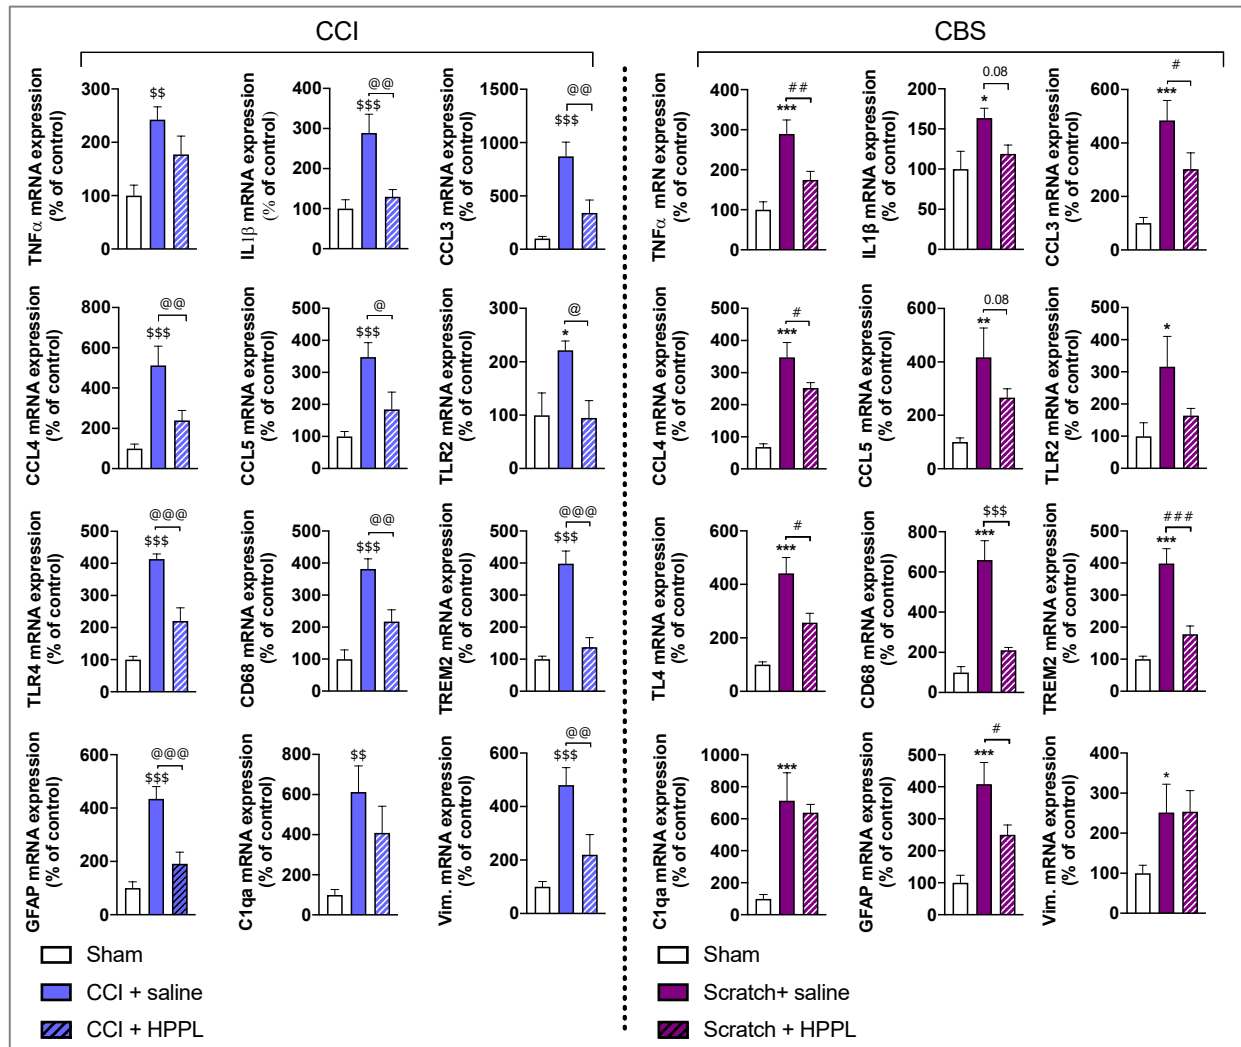 CCI
CBS
TNFα mRNA expression
(% of control)
300
200
100
0
$$
IL1β mRNA expression
(% of control)
400
300
200
100
0
$$$
@@
CCL3 mRNA expression
(% of control)
1500
1000
500
0
$$$
@@
TNFα mRN expression
(% of control)
400
300
200
100
0
***
##
IL1β mRNA expression
(% of control)
200
150
100
50
0
*
0.08
CCL3 mRNA expression
(% of control)
600
400
200
0
***
#
CCL4 mRNA expression
(% of control)
800
600
400
200
0
$$$
@@
CCL5 mRNA expression
(% of control)
500
400
300
200
100
0
$$$
@
TLR2 mRNA expression
(% of control)
300
200
100
0
*
@
CCL4 mRNA expression
(% of control)
500
400
300
200
100
0
***
#
CCL5 mRNA expression
(% of control)
600
400
200
0
**
0.08
TLR2 mRNA expression
(% of control)
500
400
300
200
100
0
*
TLR4 mRNA expression
(% of control)
500
400
300
200
100
0
$$$
@@@
CD68 mRNA expression
(% of control)
500
400
300
200
100
0
$$$
@@
TREM2 mRNA expression
(% of control)
500
400
300
200
100
0
$$$
@@@
TL4 mRNA expression
(% of control)
600
400
200
0
***
#
CD68 mRNA expression
(% of control)
800
600
400
200
0
***
$$$
TREM2 mRNA expression
(% of control)
500
400
300
200
100
0
***
###
GFAP mRNA expression
(% of control)
600
400
200
0
$$$
@@@
C1qa mRNA expression
(% of control)
800
600
400
200
0
$$
Vim. mRNA expression
(% of control)
600
400
200
0
$$$
@@
C1qa mRNA expression
(% of control)
1000
800
600
400
200
0
***
GFAP mRNA expression
(% of control)
500
400
300
200
100
0
***
#
Vim. mRNA expression
(% of control)
400
300
200
100
0
*
Sham
CCI + saline
CCI + HPPL
Sham
Scratch+ saline
Scratch + HPPL